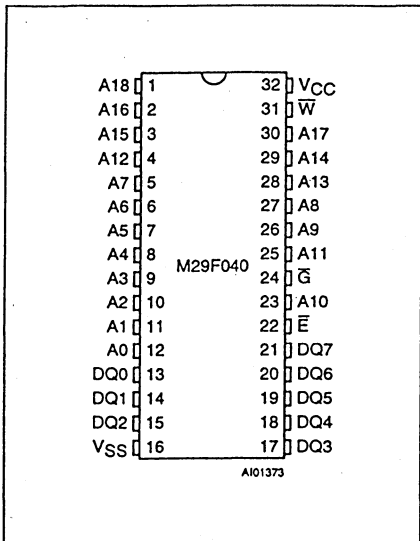 A18 1 32 VCC
A16 2 31 W̅
A15 3 30 A17
A12 4 29 A14
A7 5 28 A13
A6 6 27 A8
A5 7 26 A9
A4 8 25 A11
M29F040
A3 9 24 G̅
A2 10 23 A10
A1 11 22 E̅
A0 12 21 DQ7
DQ0 13 20 DQ6
DQ1 14 19 DQ5
DQ2 15 18 DQ4
VSS 16 17 DQ3
AI01373